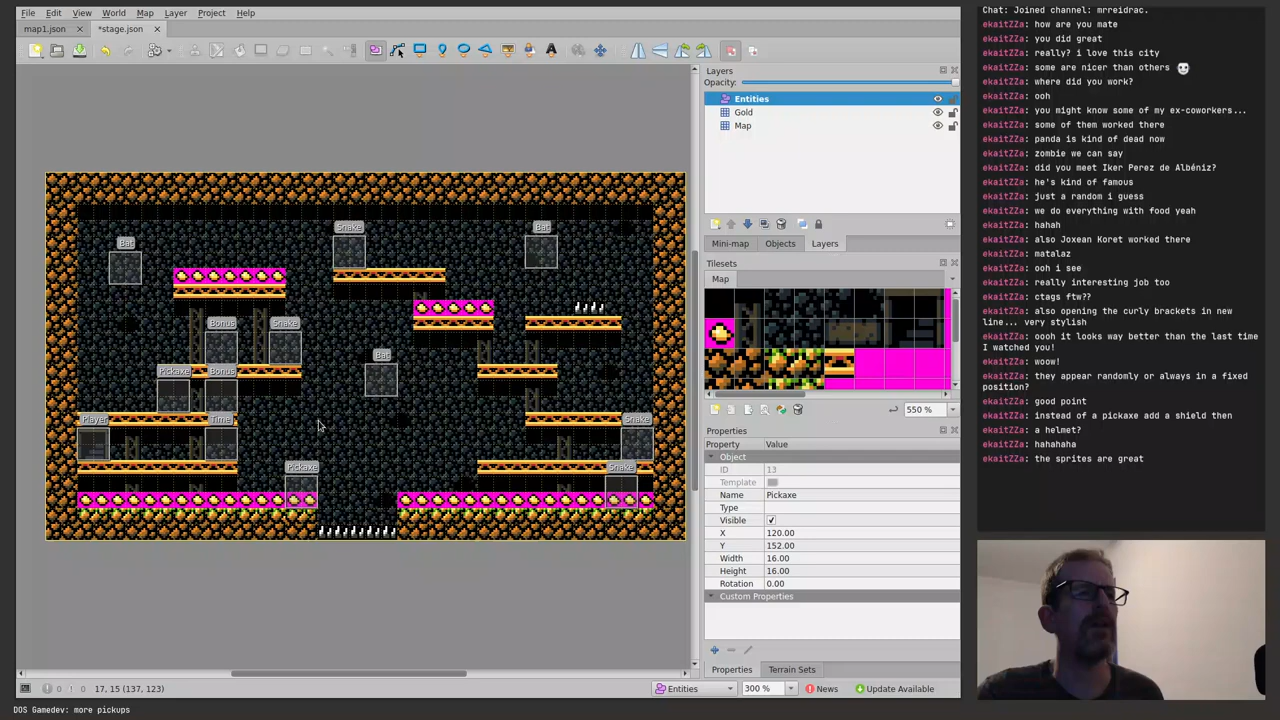 File Edit View World Map Layer Project Help
map1.json
*stage.json
Layers
Opacity:
Entities
Gold
Map
Mini-map Objects Layers
Tilesets
Map
550 %
Properties
Property Value
Object
ID 13
Template
Name Pickaxe
Type
Visible
X 120.00
Y 152.00
Width 16.00
Height 16.00
Rotation 0.00
Custom Properties
Properties Terrain Sets
Bat
Snake
Bat
Bonus
Snake
Bat
Pickaxe
Bonus
Player
Time
Snake
Pickaxe
Snake
0 0 17, 15 (137, 123)
Entities
300 %
News
Update Available
DOS Gamedev: more pickups
Chat: Joined channel: mrreidrac.
ekaitZZa: how are you mate
ekaitZZa: you did great
ekaitZZa: really? i love this city
ekaitZZa: some are nicer than others
ekaitZZa: where did you work?
ekaitZZa: ooh
ekaitZZa: you might know some of my ex-coworkers...
ekaitZZa: some of them worked there
ekaitZZa: panda is kind of dead now
ekaitZZa: zombie we can say
ekaitZZa: did you meet Iker Perez de Albéniz?
ekaitZZa: he's kind of famous
ekaitZZa: just a random i guess
ekaitZZa: we do everything with food yeah
ekaitZZa: hahah
ekaitZZa: also Joxean Koret worked there
ekaitZZa: matalaz
ekaitZZa: ooh i see
ekaitZZa: really interesting job too
ekaitZZa: ctags ftw??
ekaitZZa: also opening the curly brackets in new
line... very stylish
ekaitZZa: oooh it looks way better than the last time
I watched you!
ekaitZZa: woow!
ekaitZZa: they appear randomly or always in a fixed
position?
ekaitZZa: good point
ekaitZZa: instead of a pickaxe add a shield then
ekaitZZa: a helmet?
ekaitZZa: hahahaha
ekaitZZa: the sprites are great